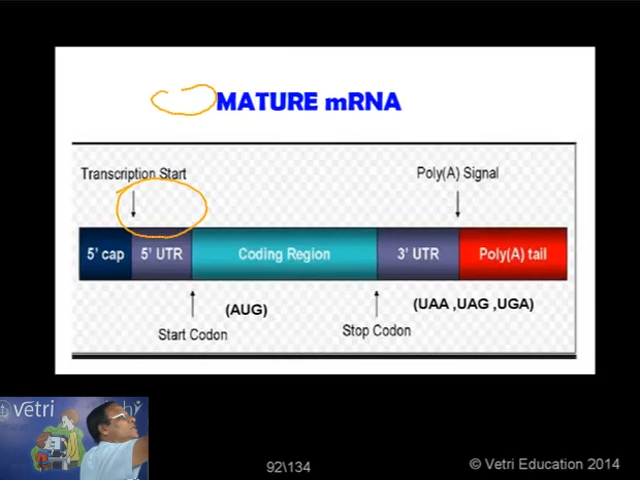 MATURE mRNA
Transcription Start
Poly(A) Signal
5' cap
5' UTR
Coding Region
3' UTR
Poly(A) tail
(AUG)
(UAA ,UAG ,UGA)
Start Codon
Stop Codon
vetri
92\134
© Vetri Education 2014